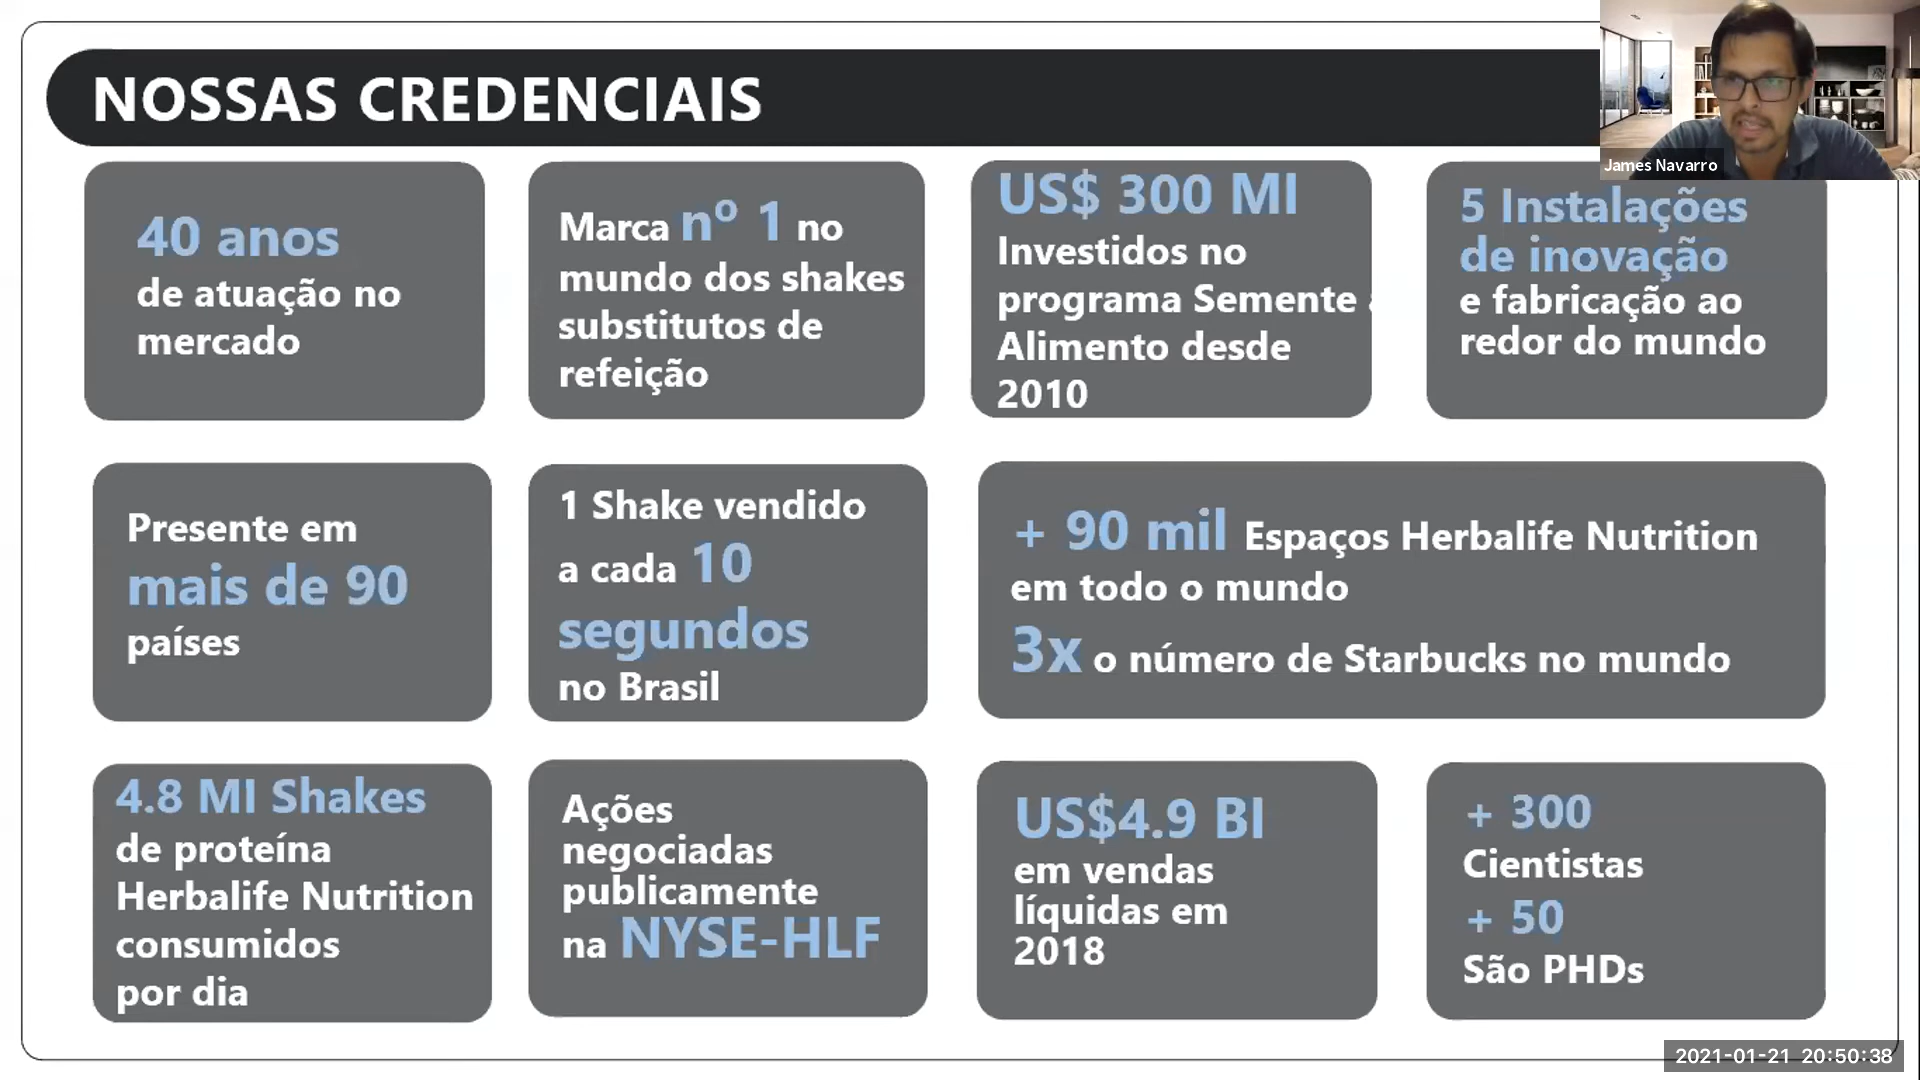 NOSSAS CREDENCIAIS
James Navarro
40 anos
de atuação no
mercado
Marca nº 1 no
mundo dos shakes
substitutos de
refeição
US$ 300 MI
Investidos no
programa Semente
Alimento desde
2010
5 Instalações
de inovação
e fabricação ao
redor do mundo
Presente em
mais de 90
países
1 Shake vendido
a cada 10
segundos
no Brasil
+ 90 mil Espaços Herbalife Nutrition
em todo o mundo
3x o número de Starbucks no mundo
4.8 MI Shakes
de proteína
Herbalife Nutrition
consumidos
por dia
Ações
negociadas
publicamente
na NYSE-HLF
US$4.9 BI
em vendas
líquidas em
2018
+ 300
Cientistas
+ 50
São PHDs
2021-01-21 20:50:38